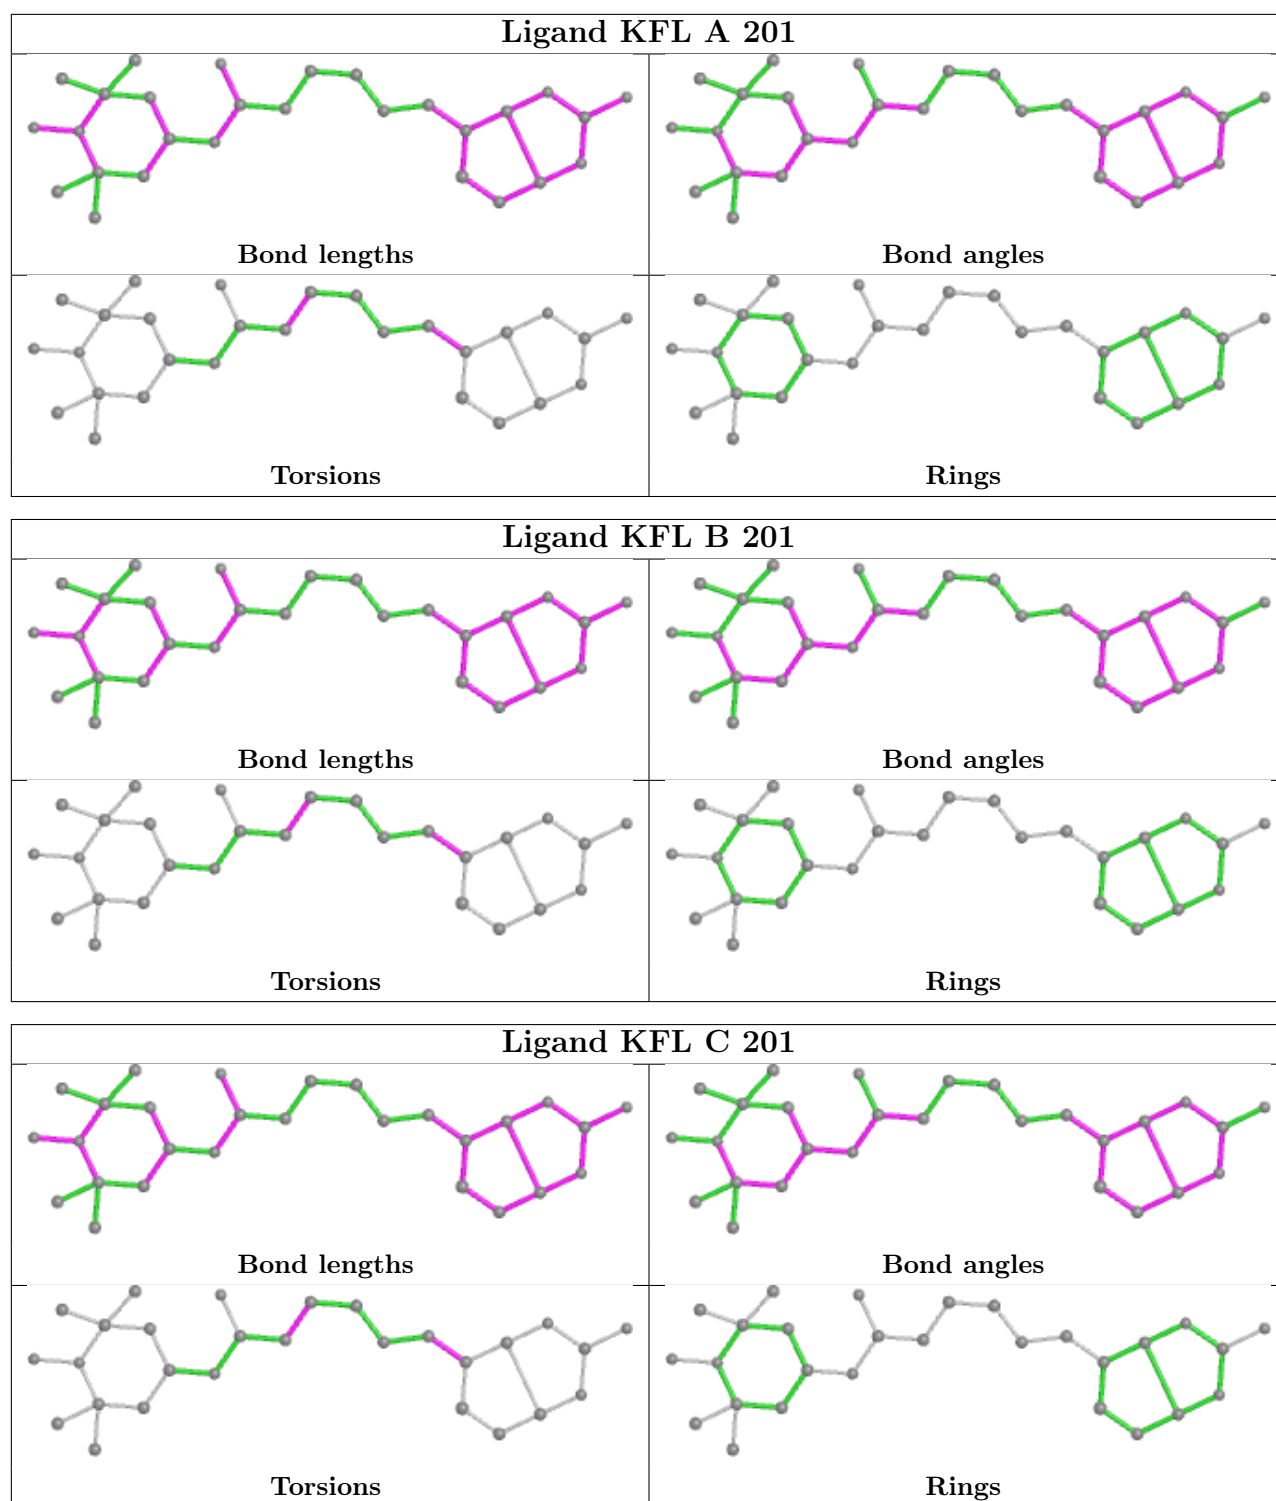 Ligand KFL A 201
Bond lengths
Bond angles
Torsions
Rings
Ligand KFL B 201
Bond lengths
Bond angles
Torsions
Rings
Ligand KFL C 201
Bond lengths
Bond angles
Torsions
Rings